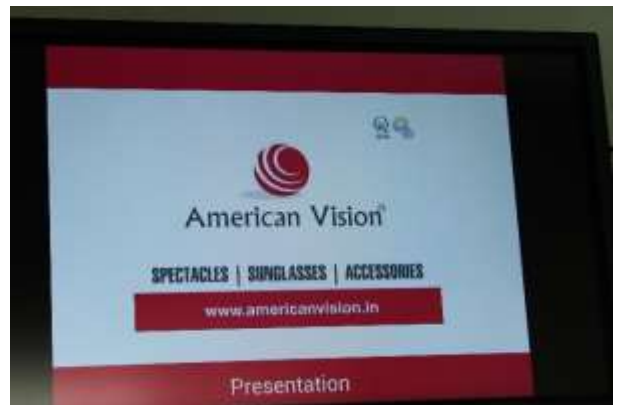 American Vision
SPECTACLES | SUNGLASSES | ACCESSORIES
www.americanvision.in
Presentation